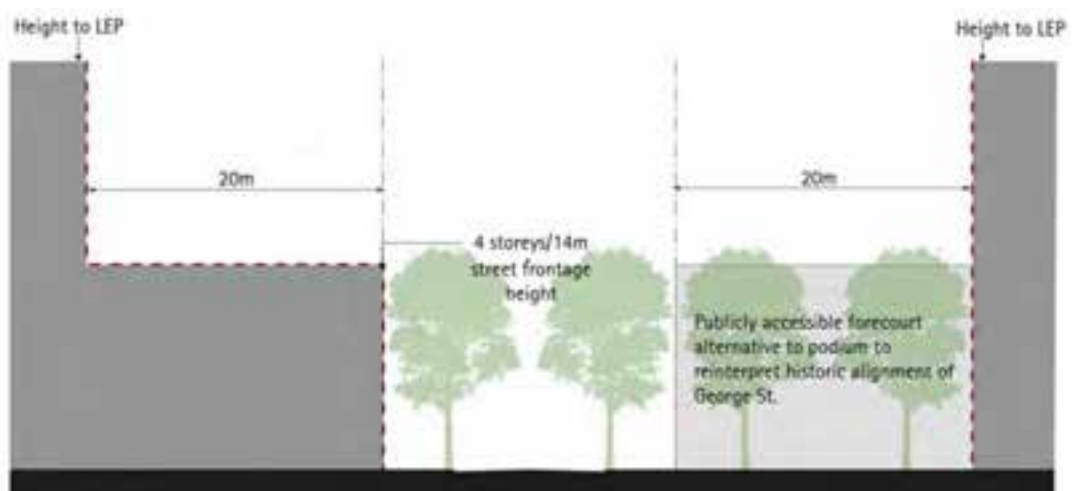 Height to LEP
Height to LEP
20m
20m
4 storeys/14m
street frontage
height
Publicly accessible forecourt
alternative to podium to
reinterpret historic alignment of
George St.